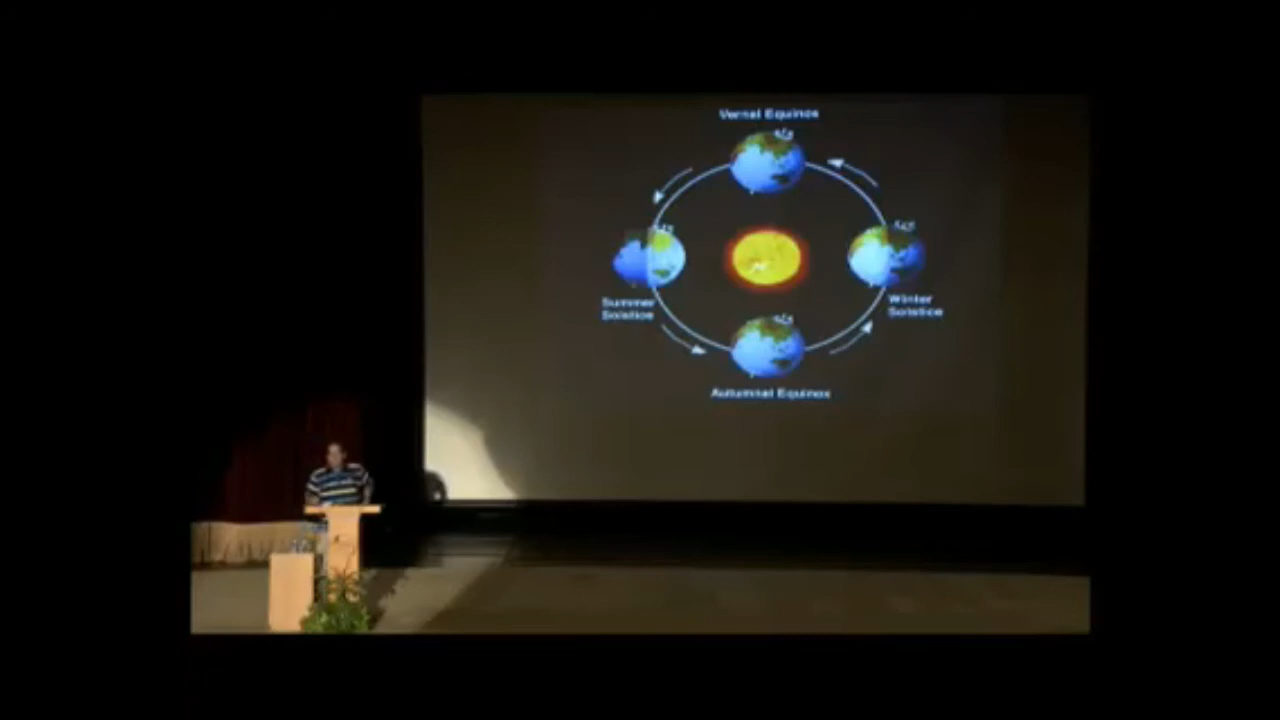 Vernal Equinox
Summer
Solstice
Winter
Solstice
Autumnal Equinox